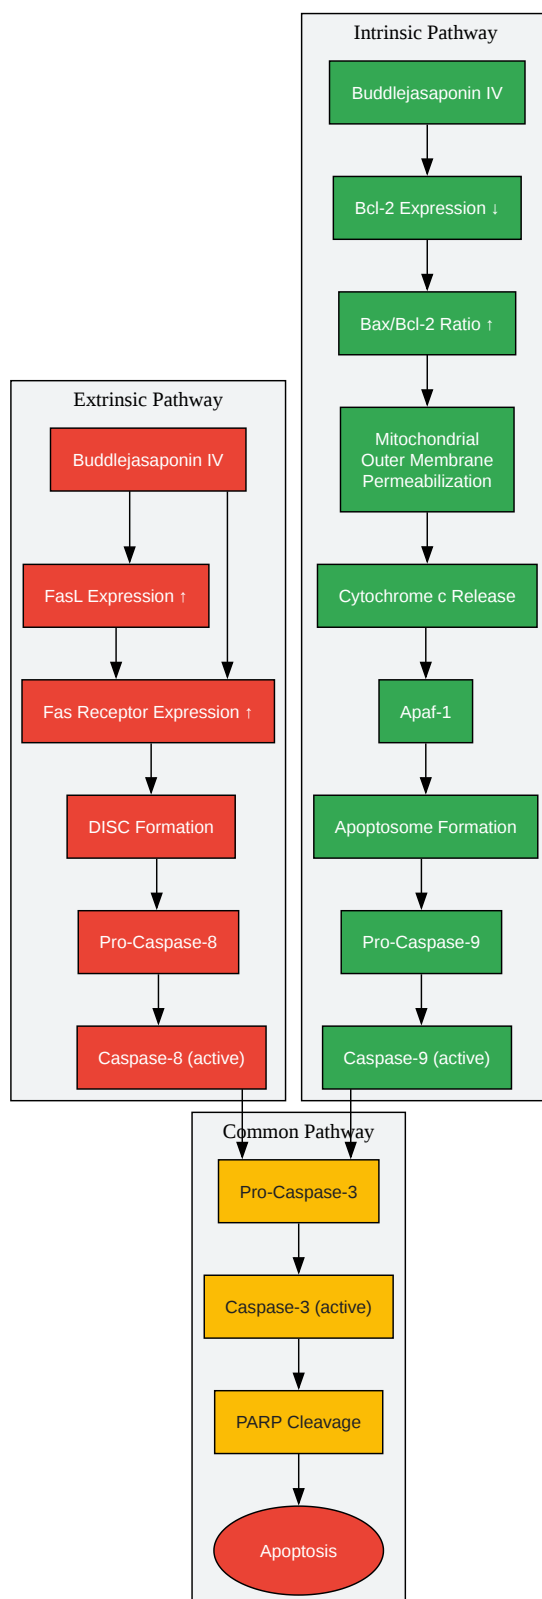 Intrinsic Pathway
Buddlejasaponin IV
Bcl-2 Expression ↓
Bax/Bcl-2 Ratio ↑
Mitochondrial
Outer Membrane
Permeabilization
Cytochrome c Release
Apaf-1
Apoptosome Formation
Pro-Caspase-9
Caspase-9 (active)
Extrinsic Pathway
Buddlejasaponin IV
FasL Expression ↑
Fas Receptor Expression ↑
DISC Formation
Pro-Caspase-8
Caspase-8 (active)
Common Pathway
Pro-Caspase-3
Caspase-3 (active)
PARP Cleavage
Apoptosis